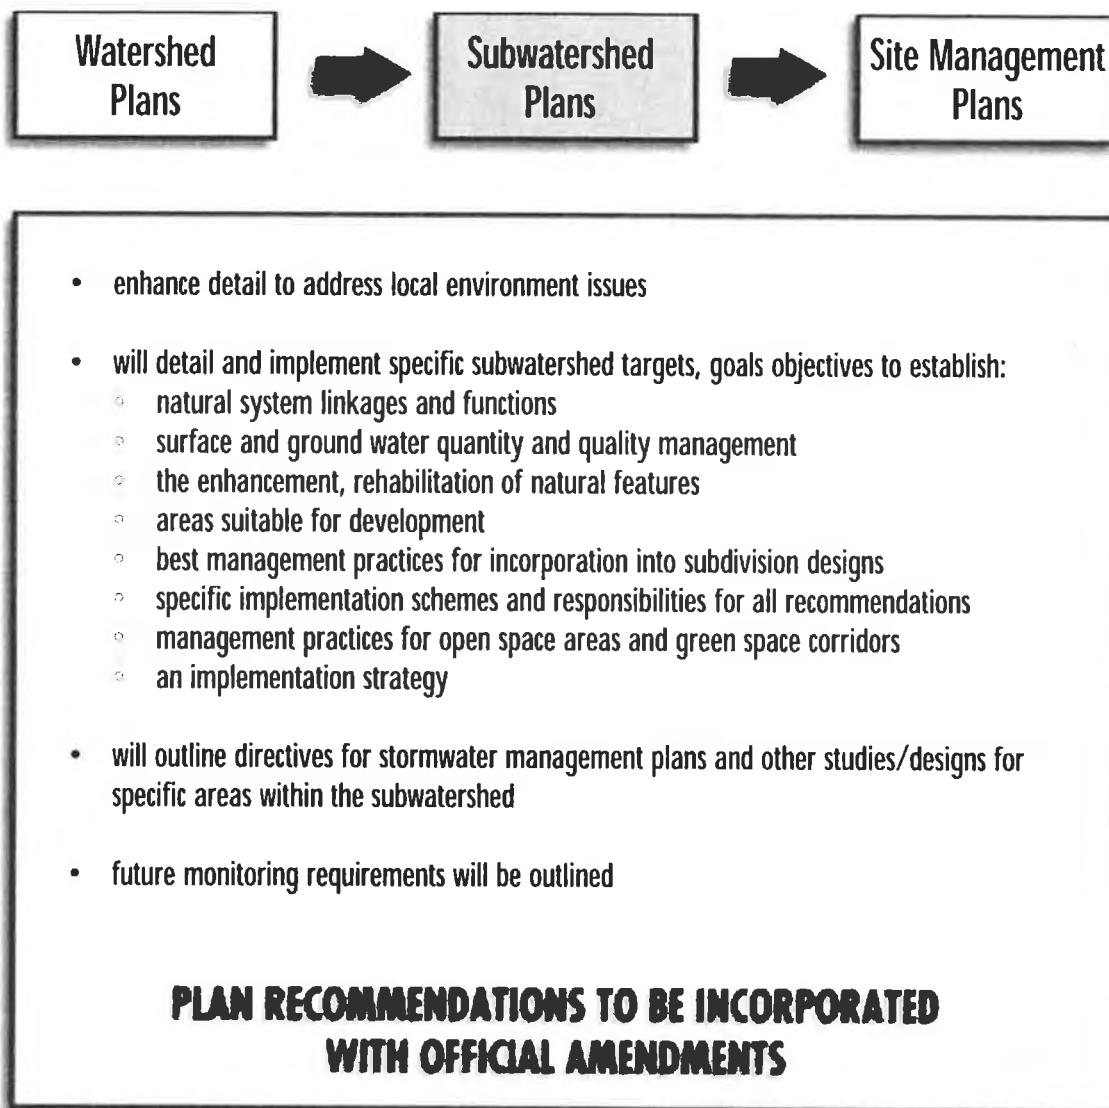 Watershed
Plans
Subwatershed
Plans
Site Management
Plans
• enhance detail to address local environment issues
• will detail and implement specific subwatershed targets, goals objectives to establish:
◦ natural system linkages and functions
◦ surface and ground water quantity and quality management
◦ the enhancement, rehabilitation of natural features
◦ areas suitable for development
◦ best management practices for incorporation into subdivision designs
◦ specific implementation schemes and responsibilities for all recommendations
◦ management practices for open space areas and green space corridors
◦ an implementation strategy
• will outline directives for stormwater management plans and other studies/designs for
specific areas within the subwatershed
• future monitoring requirements will be outlined
PLAN RECOMMENDATIONS TO BE INCORPORATED
WITH OFFICIAL AMENDMENTS